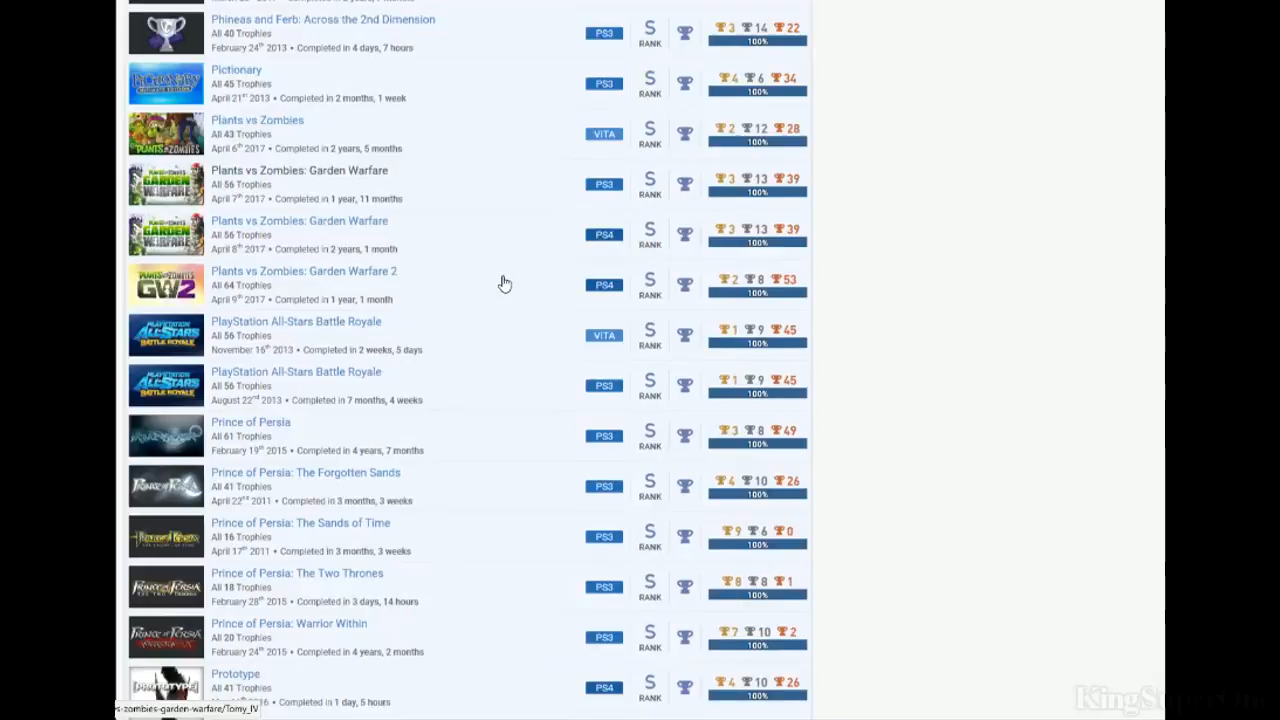 Phineas and Ferb: Across the 2nd Dimension
All 40 Trophies
February 24th 2013 • Completed in 4 days, 7 hours
PS3
S
RANK
3 14 22
100%
Pictionary
All 45 Trophies
April 21st 2013 • Completed in 2 months, 1 week
PS3
S
RANK
4 6 34
100%
Plants vs Zombies
All 43 Trophies
April 6th 2017 • Completed in 2 years, 5 months
VITA
S
RANK
2 12 28
100%
Plants vs Zombies: Garden Warfare
All 56 Trophies
April 7th 2017 • Completed in 1 year, 11 months
PS3
S
RANK
3 13 39
100%
Plants vs Zombies: Garden Warfare
All 56 Trophies
April 8th 2017 • Completed in 2 years, 1 month
PS4
S
RANK
3 13 39
100%
Plants vs Zombies: Garden Warfare 2
All 64 Trophies
April 9th 2017 • Completed in 1 year, 1 month
PS4
S
RANK
2 8 53
100%
PlayStation All-Stars Battle Royale
All 56 Trophies
November 16th 2013 • Completed in 2 weeks, 5 days
VITA
S
RANK
1 9 45
100%
PlayStation All-Stars Battle Royale
All 56 Trophies
August 22nd 2013 • Completed in 7 months, 4 weeks
PS3
S
RANK
1 9 45
100%
Prince of Persia
All 61 Trophies
February 19th 2015 • Completed in 4 years, 7 months
PS3
S
RANK
3 8 49
100%
Prince of Persia: The Forgotten Sands
All 41 Trophies
April 22nd 2011 • Completed in 3 months, 3 weeks
PS3
S
RANK
4 10 26
100%
Prince of Persia: The Sands of Time
All 16 Trophies
April 17th 2011 • Completed in 3 months, 3 weeks
PS3
S
RANK
9 6 0
100%
Prince of Persia: The Two Thrones
All 18 Trophies
February 28th 2015 • Completed in 3 days, 14 hours
PS3
S
RANK
8 8 1
100%
Prince of Persia: Warrior Within
All 20 Trophies
February 24th 2015 • Completed in 4 years, 2 months
PS3
S
RANK
7 10 2
100%
Prototype
All 41 Trophies
• Completed in 1 day, 5 hours
PS4
S
RANK
4 10 26
100%
s-zombies-garden-warfare/Tomy_IV